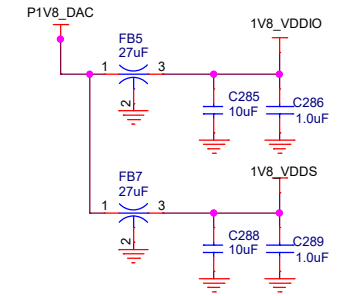 P1V8_DAC
1V8_VDDIO
FB5
27uF
1
3
2
C285
10uF
C286
1.0uF
1V8_VDDS
FB7
27uF
1
3
2
C288
10uF
C289
1.0uF